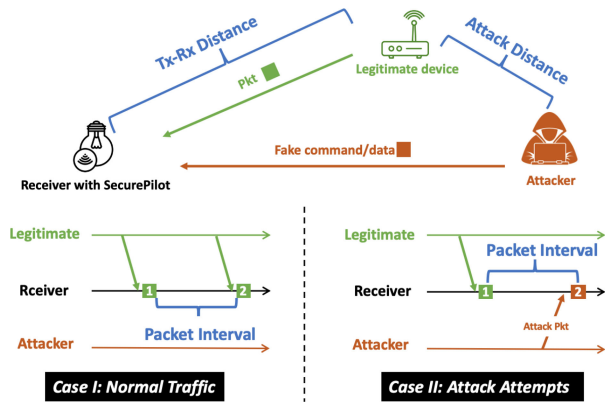 Tx-Rx Distance
Attack Distance
Legitimate device
Pkt
Fake command/data
Receiver with SecurePilot
Attacker
Legitimate
Rceiver
1
2
Packet Interval
Attacker
Case I: Normal Traffic
Legitimate
Packet Interval
Receiver
1
2
Attack Pkt
Attacker
Case II: Attack Attempts